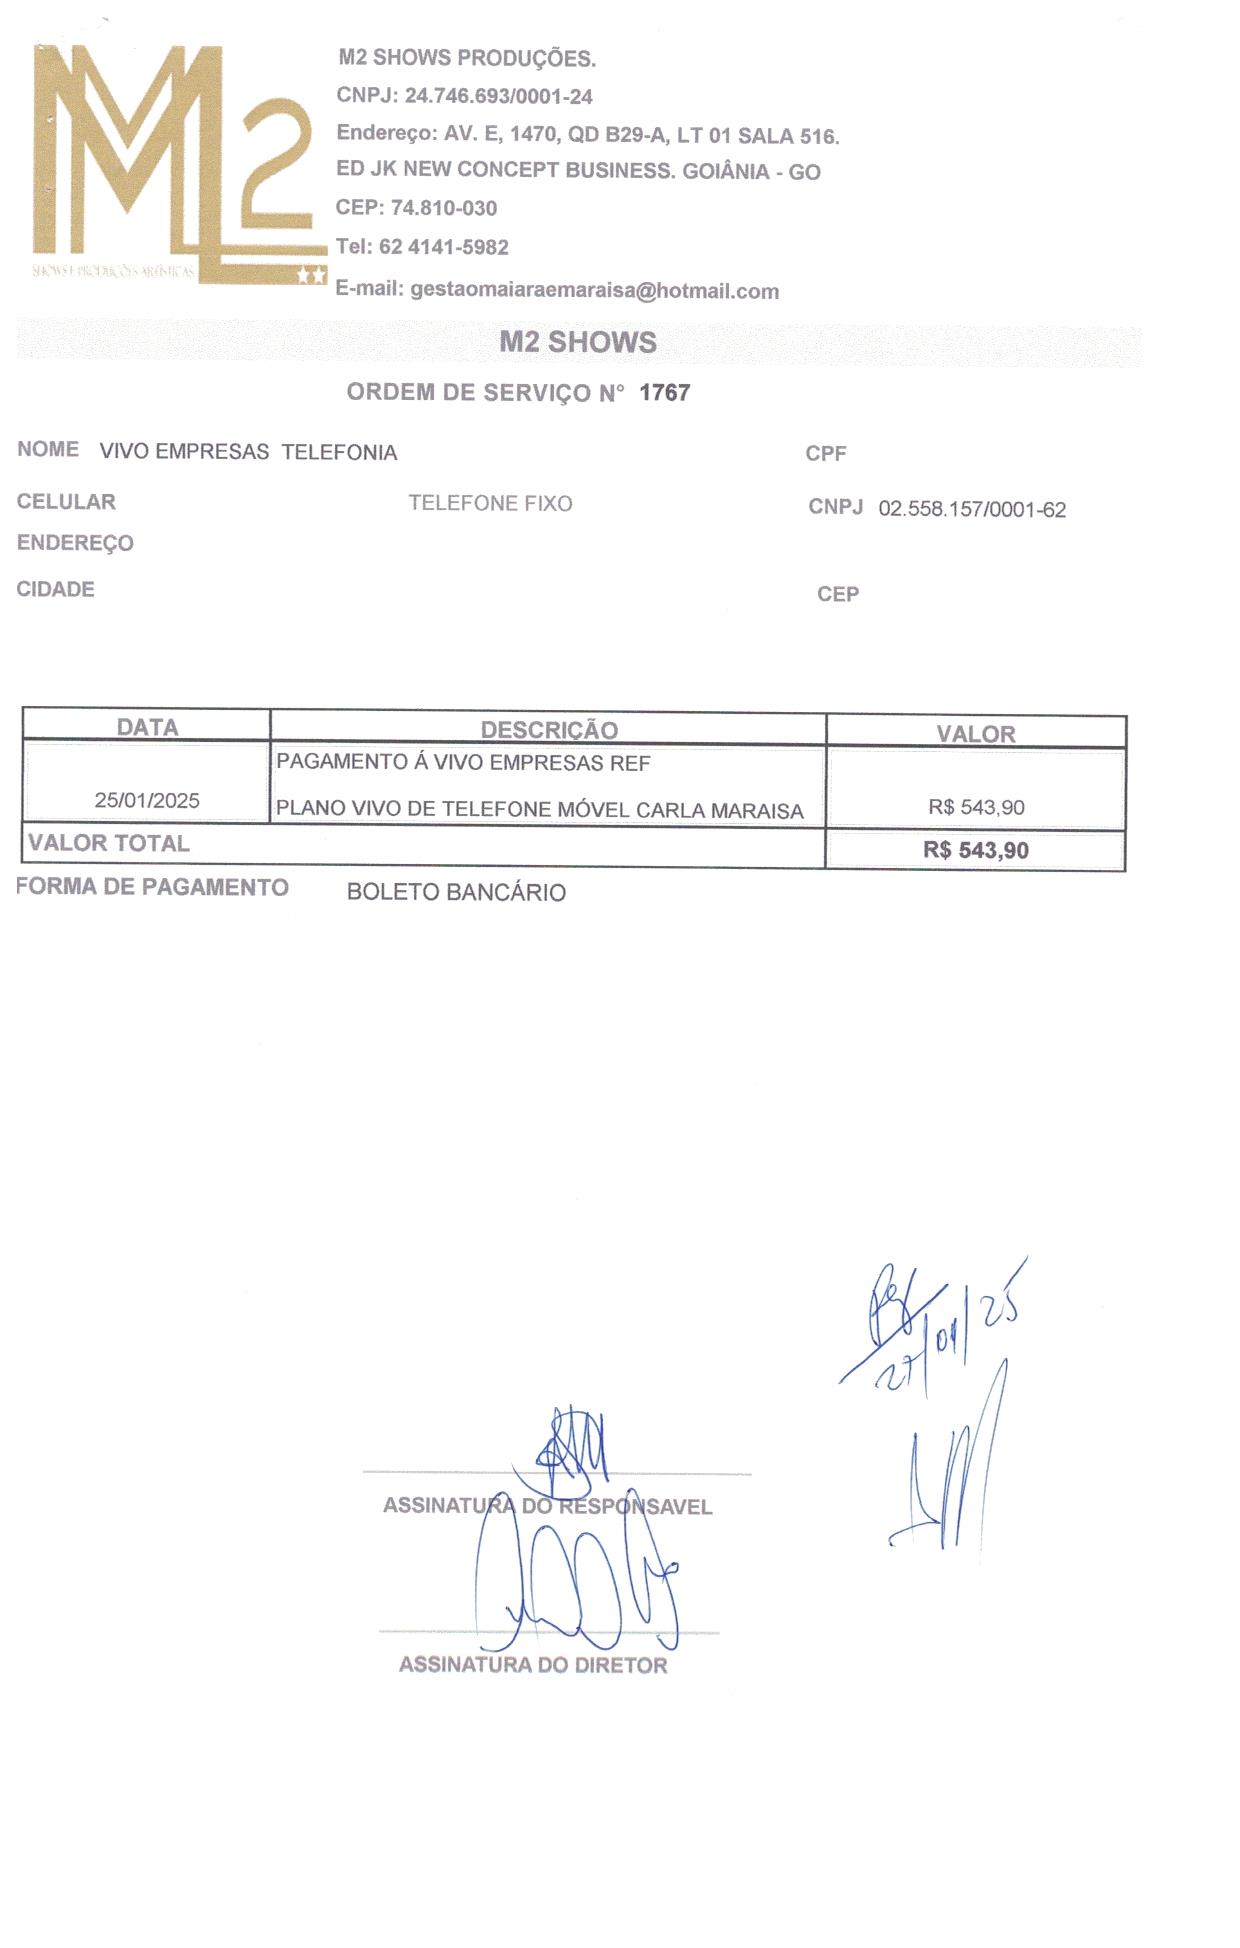 M2
SHOWS E PRODUÇÕES ARTÍSTICAS
M2 SHOWS PRODUÇÕES.
CNPJ: 24.746.693/0001-24
Endereço: AV. E, 1470, QD B29-A, LT 01 SALA 516.
ED JK NEW CONCEPT BUSINESS. GOIÂNIA - GO
CEP: 74.810-030
Tel: 62 4141-5982
E-mail: gestaomaiaraemaraisa@hotmail.com
M2 SHOWS
ORDEM DE SERVIÇO N° 1767
NOME VIVO EMPRESAS TELEFONIA CPF
CELULAR TELEFONE FIXO CNPJ 02.558.157/0001-62
ENDEREÇO
CIDADE CEP
DATA DESCRIÇÃO VALOR
PAGAMENTO Á VIVO EMPRESAS REF
25/01/2025 PLANO VIVO DE TELEFONE MÓVEL CARLA MARAISA R$ 543,90
VALOR TOTAL R$ 543,90
FORMA DE PAGAMENTO BOLETO BANCÁRIO
27/01/25
ASSINATURA DO RESPONSAVEL
ASSINATURA DO DIRETOR